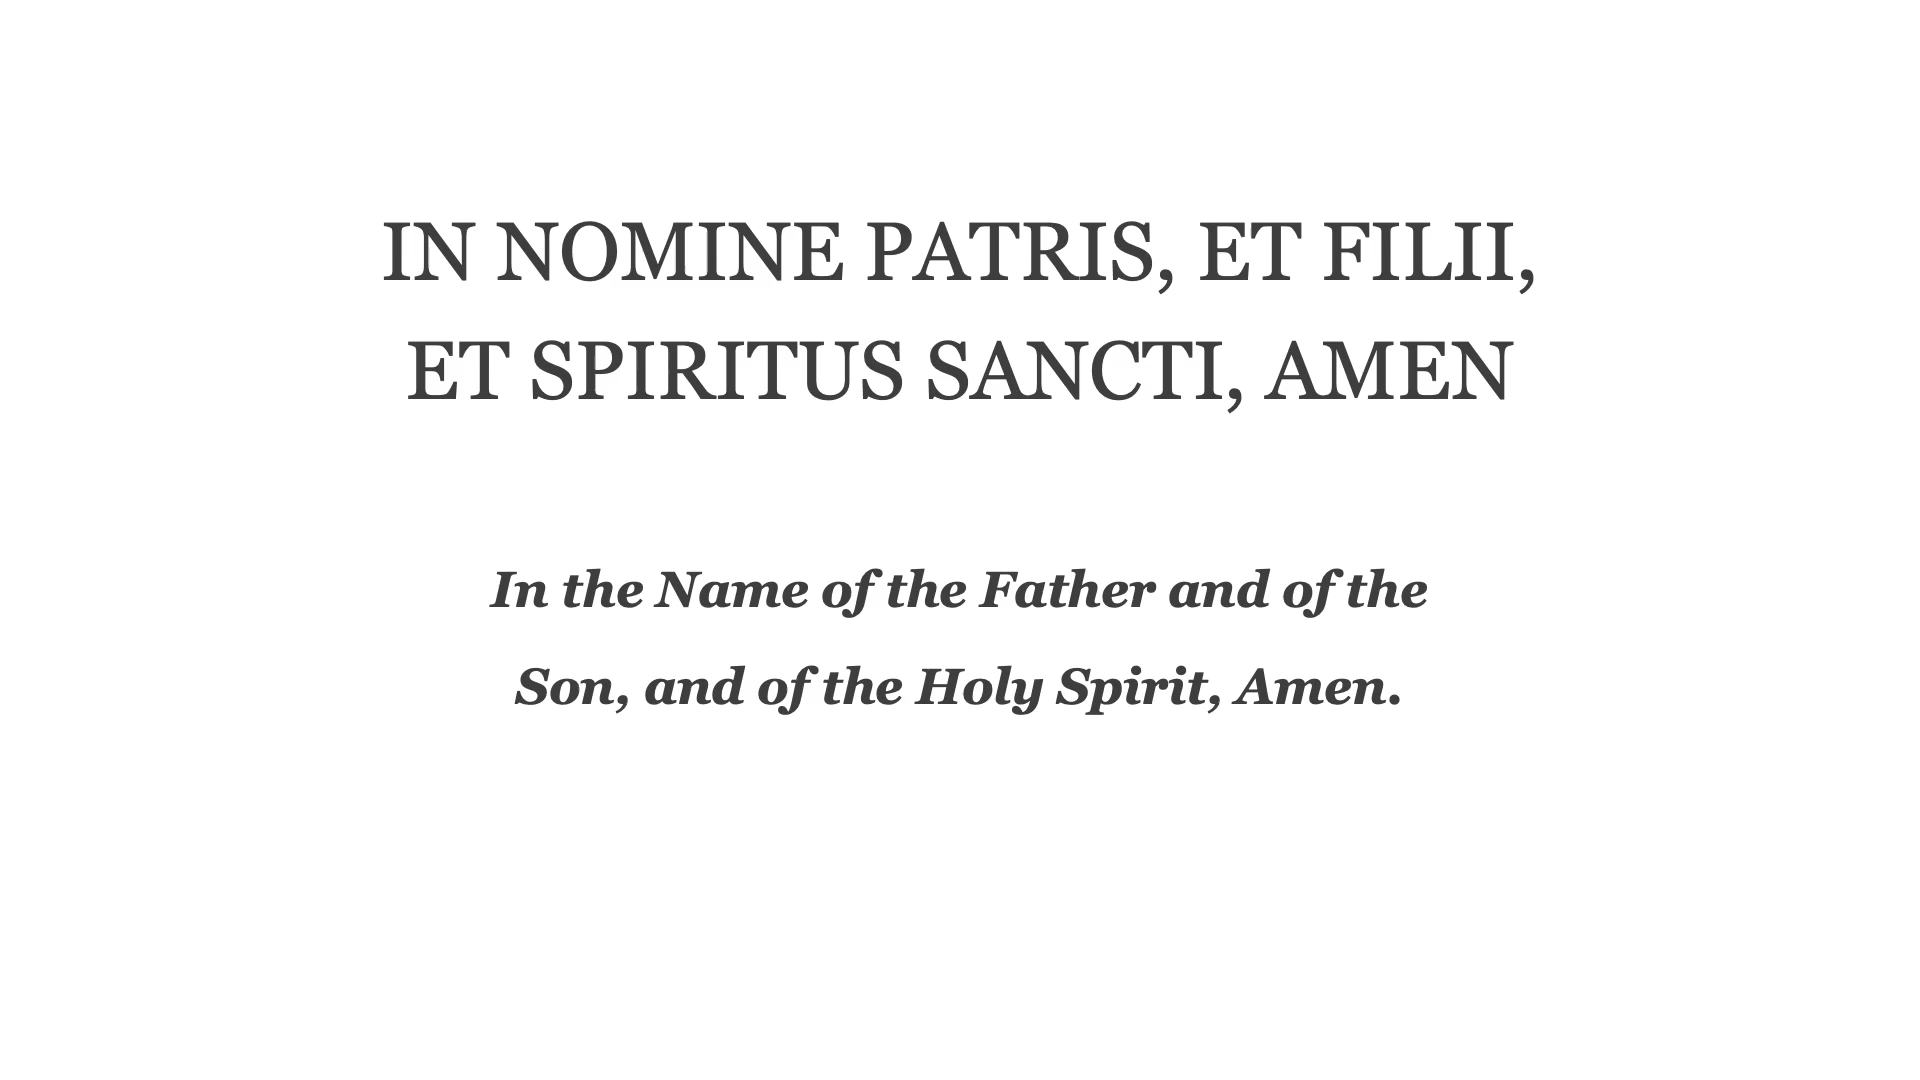 IN NOMINE PATRIS, ET FILII,
ET SPIRITUS SANCTI, AMEN
In the Name of the Father and of the
Son, and of the Holy Spirit, Amen.